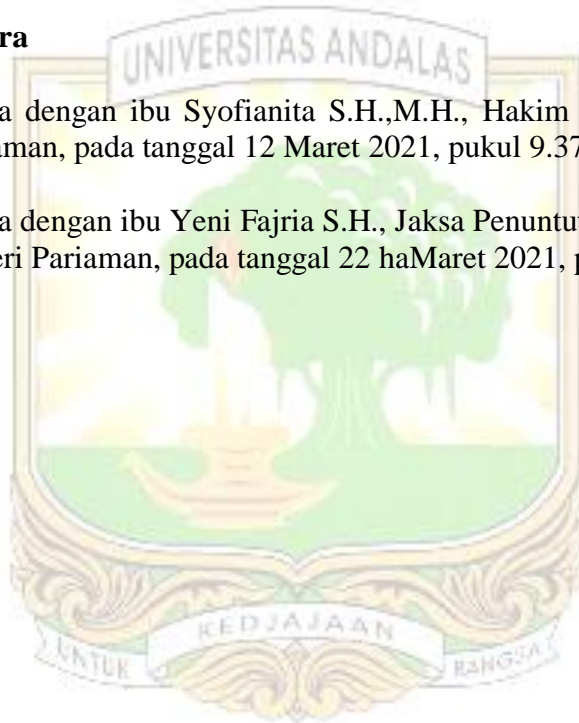 ra
UNIVERSITAS ANDALAS
a dengan ibu Syofianita S.H.,M.H., Hakim
aman, pada tanggal 12 Maret 2021, pukul 9.37
a dengan ibu Yeni Fajria S.H., Jaksa Penuntu
eri Pariaman, pada tanggal 22 haMaret 2021, p
KEDJAJAAN
UNTUK BANGSA